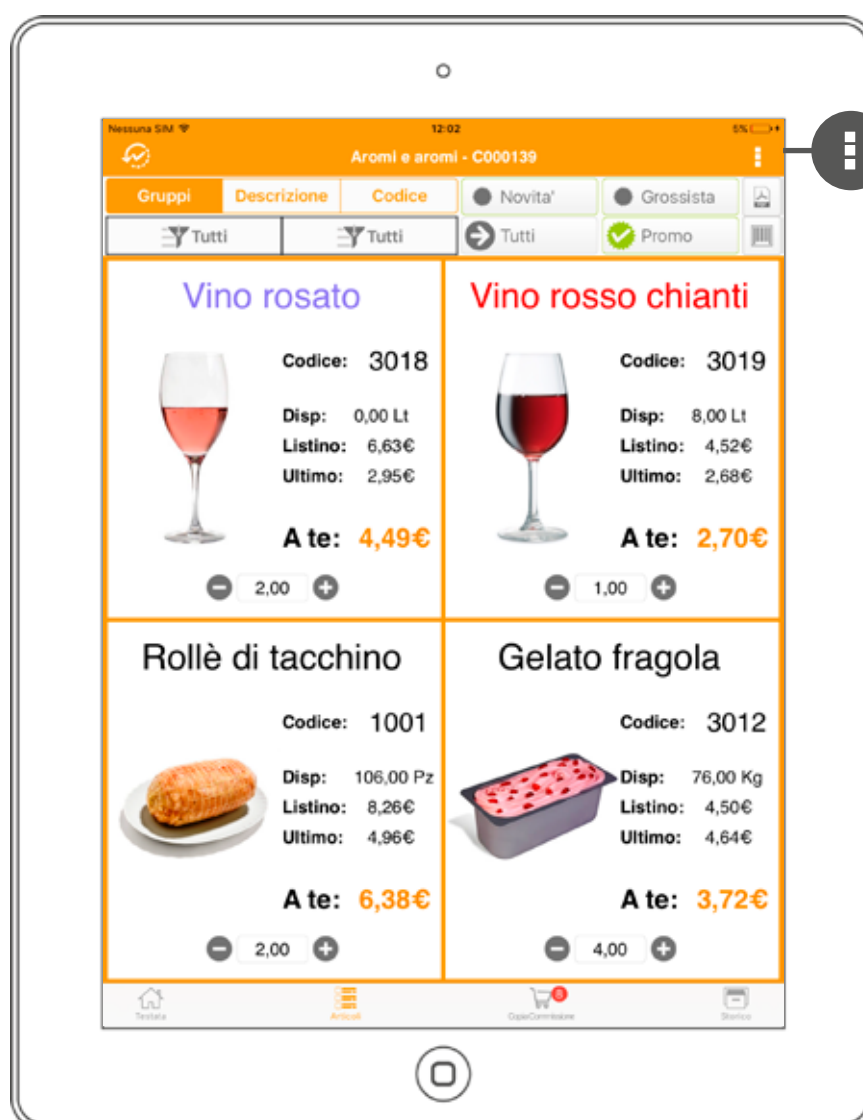 Nessuna SIM 12:02 5%
Aromi e aromi - C000139
Gruppi Descrizione Codice Novita' Grossista
Tutti Tutti Tutti Promo
Vino rosato
Codice: 3018
Disp: 0,00 Lt
Listino: 6,63€
Ultimo: 2,95€
A te: 4,49€
2,00
Vino rosso chianti
Codice: 3019
Disp: 8,00 Lt
Listino: 4,52€
Ultimo: 2,68€
A te: 2,70€
1,00
Rollè di tacchino
Codice: 1001
Disp: 106,00 Pz
Listino: 8,26€
Ultimo: 4,96€
A te: 6,38€
2,00
Gelato fragola
Codice: 3012
Disp: 76,00 Kg
Listino: 4,50€
Ultimo: 4,64€
A te: 3,72€
4,00
Testata Articoli CopiaCommissione 8 Storico